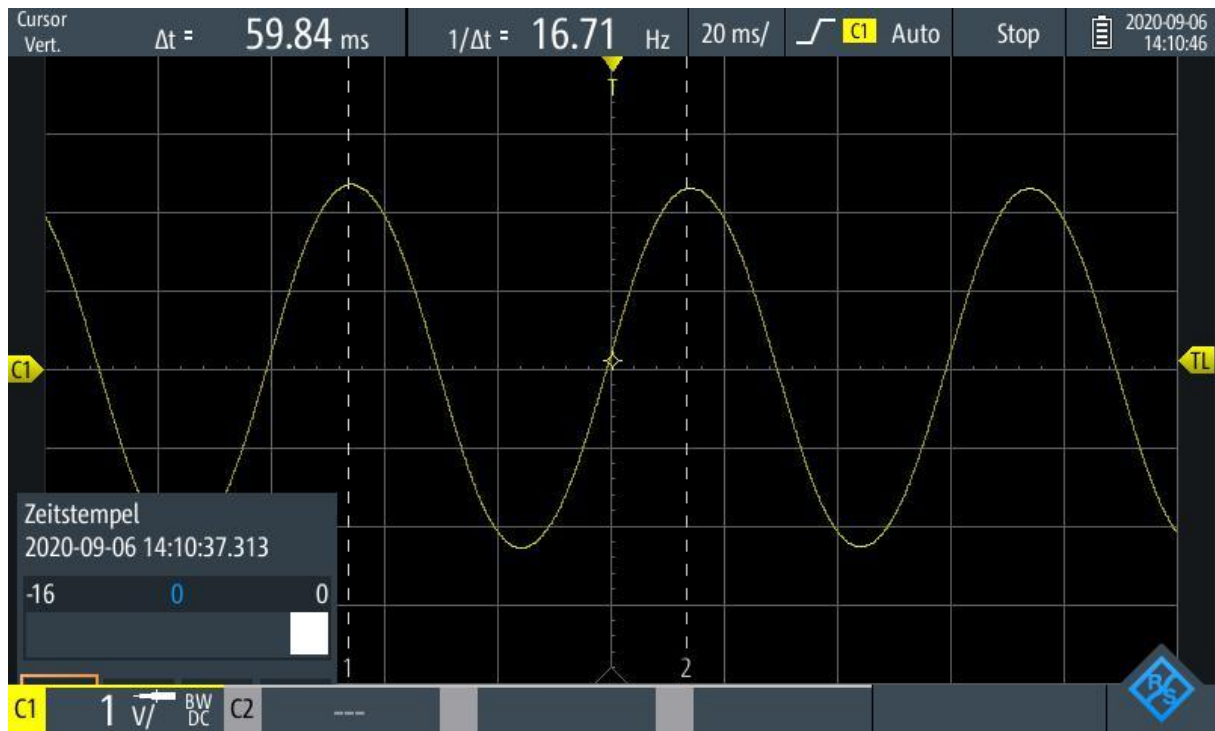 Cursor
Vert.
Δt = 59.84 ms
1/Δt = 16.71 Hz
20 ms/
C1 Auto
Stop
2020-09-06
14:10:46
T
C1
TL
Zeitstempel
2020-09-06 14:10:37.313
-16 0 0
1
2
C1 1 V/ BW
DC
C2 ---
R/S